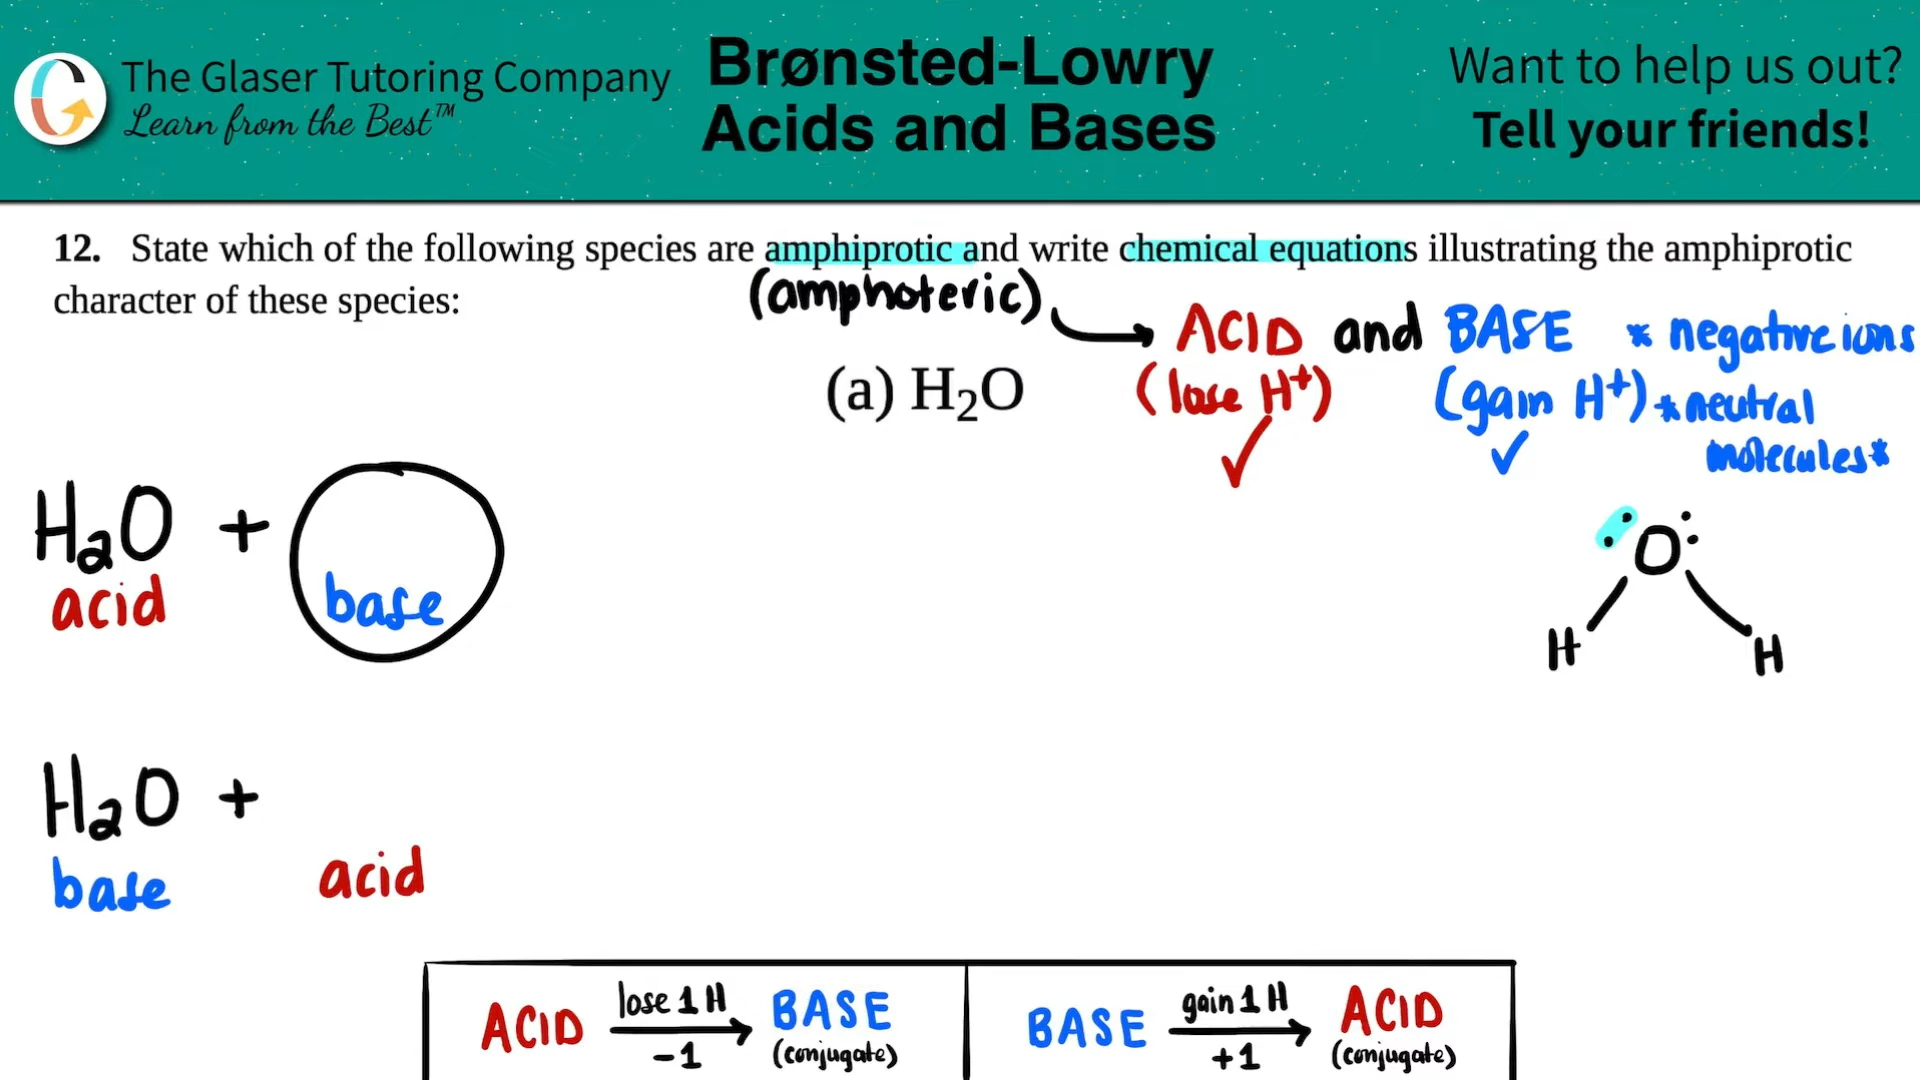 The Glaser Tutoring Company
Learn from the Best™
Brønsted-Lowry
Acids and Bases
Want to help us out?
Tell your friends!
12. State which of the following species are amphiprotic and write chemical equations illustrating the amphiprotic
character of these species:
(amphoteric)
ACID and BASE * negative ions
(a) H₂O
(lose H⁺)
(gain H⁺) * neutral
molecules*
✓
✓
H₂O +
acid
base
O
H
H
H₂O +
base
acid
ACID
lose 1 H
-1
BASE
(conjugate)
BASE
gain 1 H
+1
ACID
(conjugate)